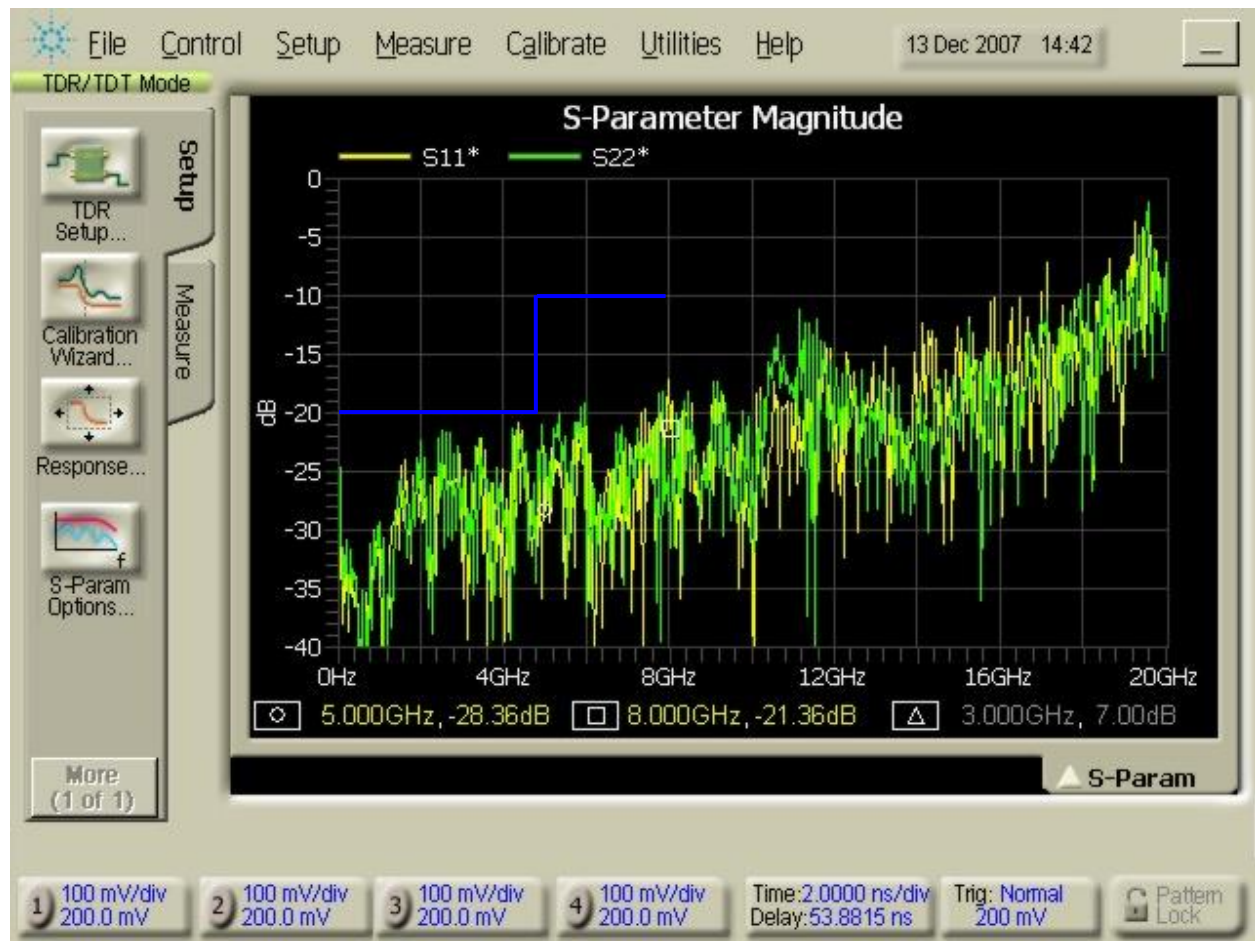 File Control Setup Measure Calibrate Utilities Help 13 Dec 2007 14:42
TDR/TDT Mode
Setup
Measure
TDR
Setup...
Calibration
Wizard...
Response...
f
S-Param
Options...
More
(1 of 1)
S-Parameter Magnitude
S11* S22*
0
-5
-10
-15
-20
-25
-30
-35
-40
dB
0Hz 4GHz 8GHz 12GHz 16GHz 20GHz
5.000GHz, -28.36dB 8.000GHz, -21.36dB 3.000GHz, 7.00dB
S-Param
1 100 mV/div
200.0 mV
2 100 mV/div
200.0 mV
3 100 mV/div
200.0 mV
4 100 mV/div
200.0 mV
Time:2.0000 ns/div
Delay:53.8815 ns
Trig: Normal
200 mV
Pattern
Lock